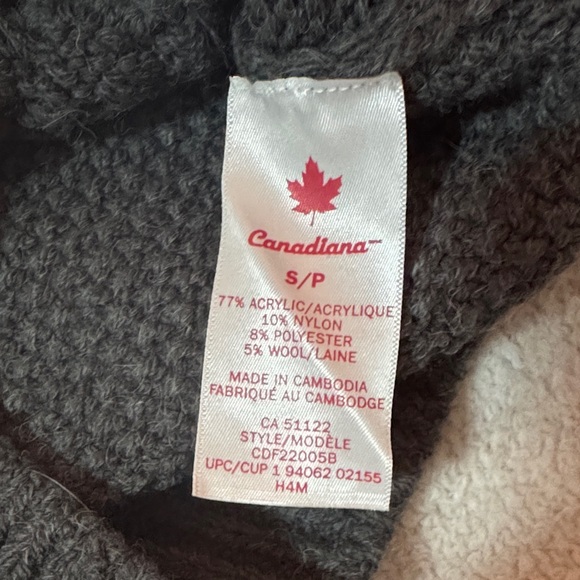 Canadiana™
S/P
77% ACRYLIC/ACRYLIQUE
10% NYLON
8% POLYESTER
5% WOOL/LAINE
MADE IN CAMBODIA
FABRIQUÉ AU CAMBODGE
CA 51122
STYLE/MODÈLE
CDF22005B
UPC/CUP 1 94062 02155
H4M